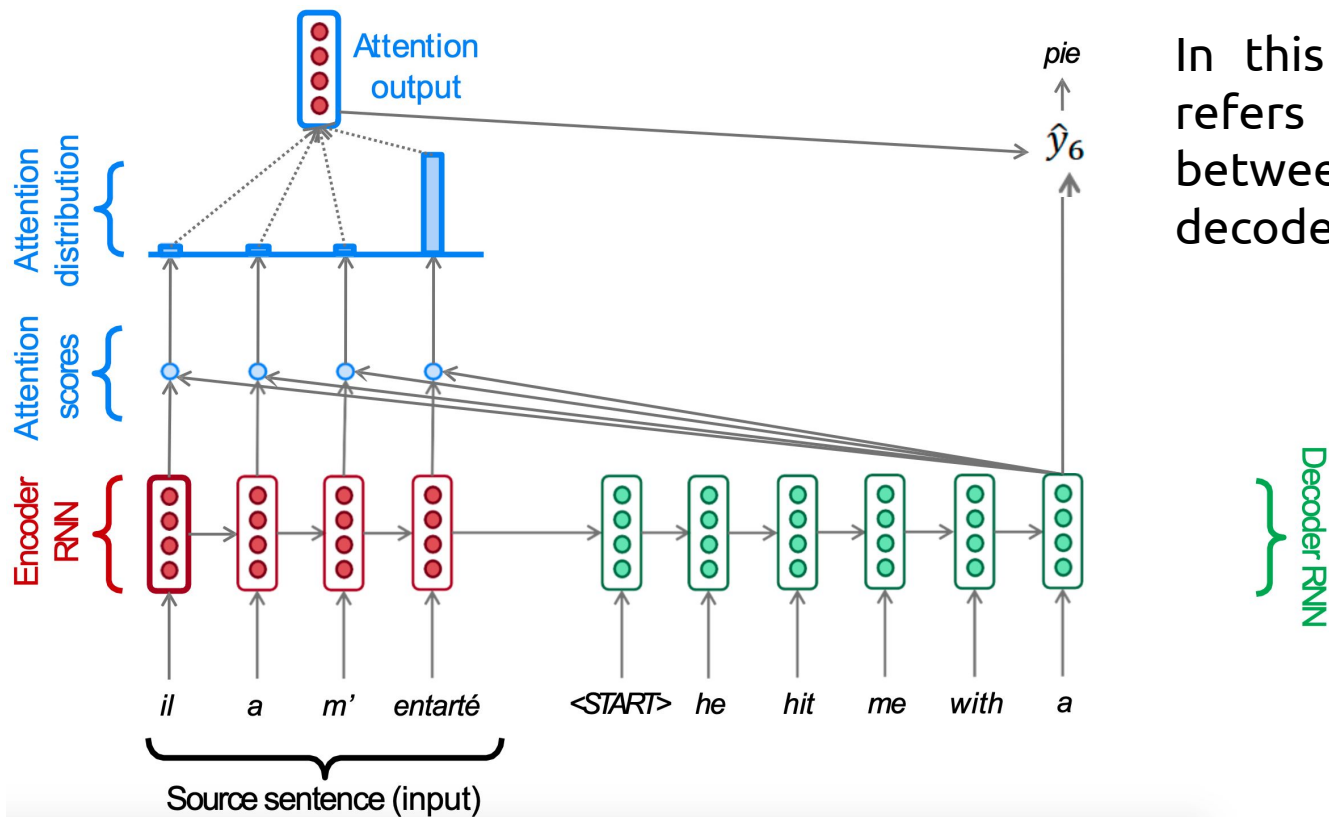 Attention
output
pie
ŷ₆
In this
refers
betwee
decode
Attention
distribution
Attention
scores
Encoder
RNN
Decoder RNN
il a m' entarté <START> he hit me with a
Source sentence (input)